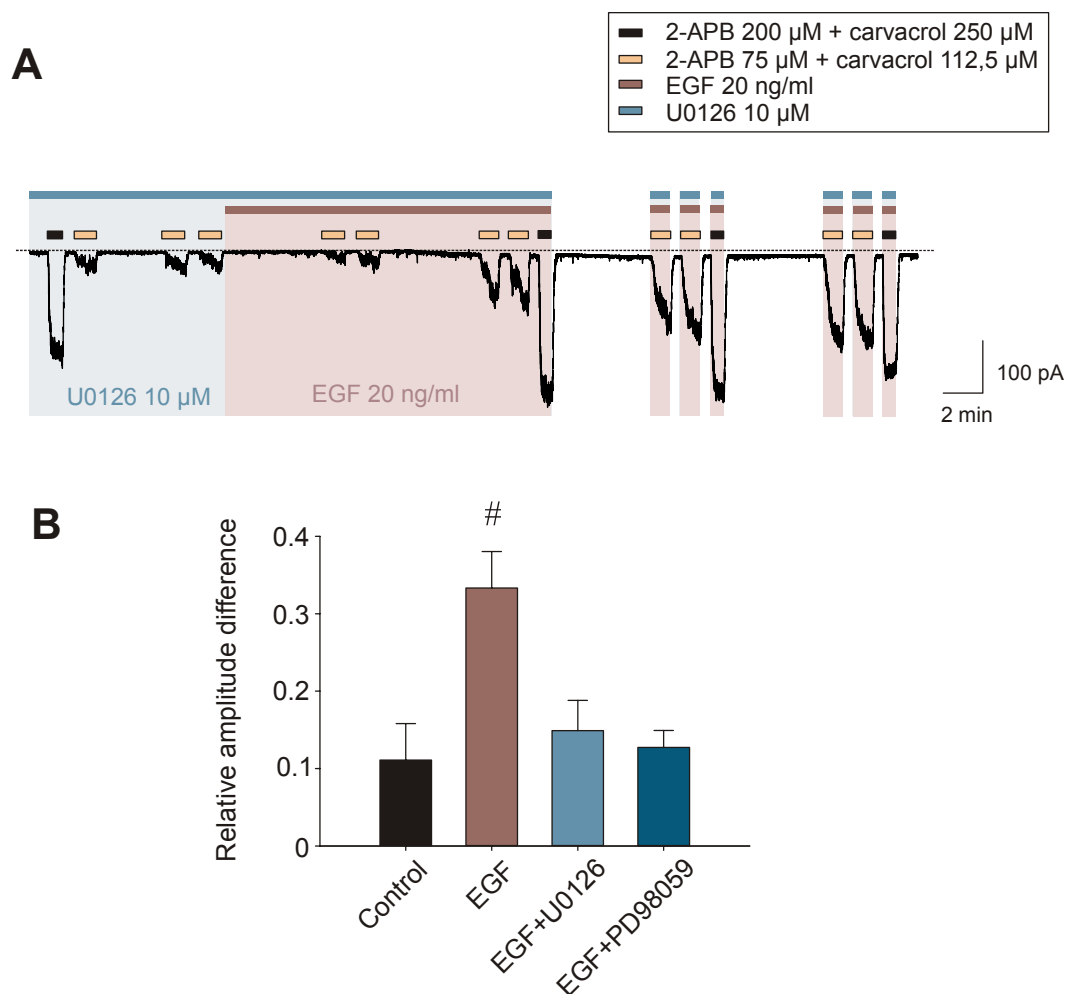 2-APB 200 µM + carvacrol 250 µM
2-APB 75 µM + carvacrol 112,5 µM
EGF 20 ng/ml
U0126 10 µM
A
U0126 10 µM
EGF 20 ng/ml
100 pA
2 min
B
#
Relative amplitude difference
0.4
0.3
0.2
0.1
0
Control
EGF
EGF+U0126
EGF+PD98059